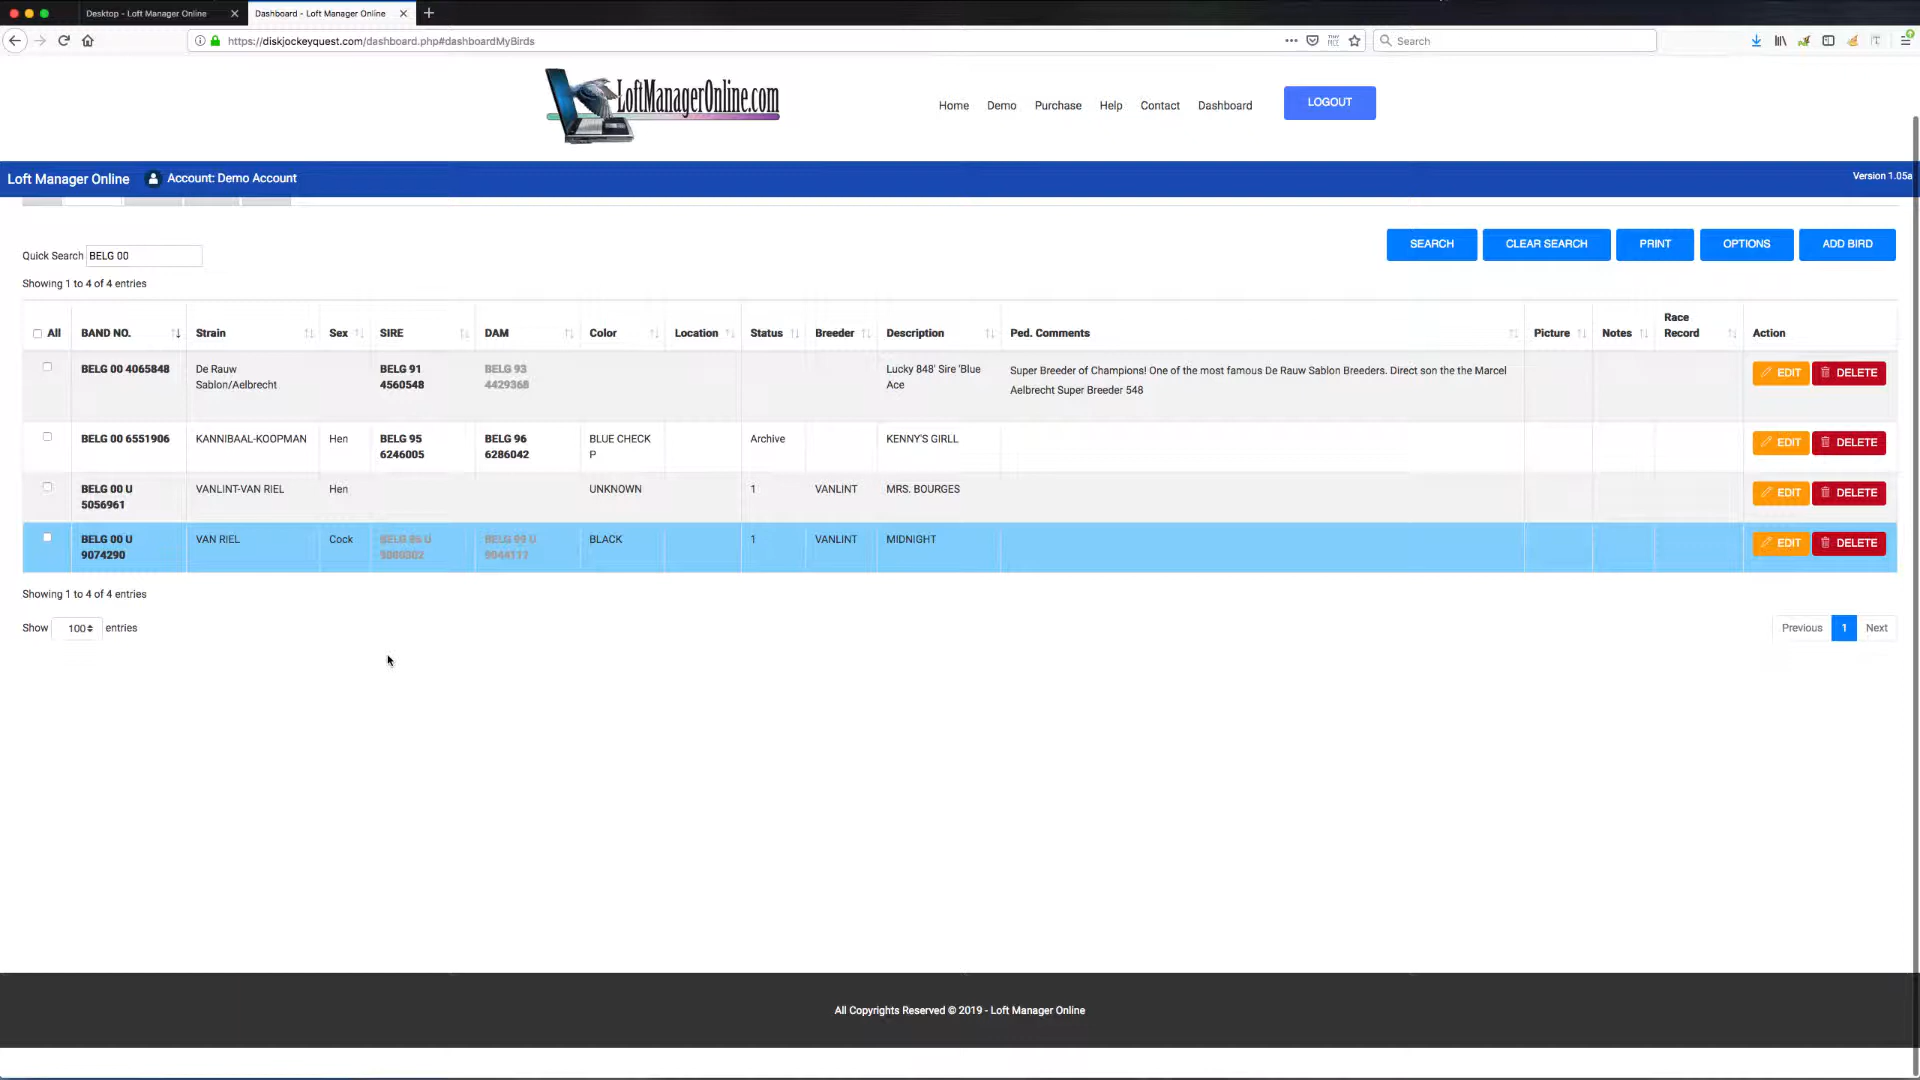 Desktop - Loft Manager Online
Dashboard - Loft Manager Online
https://diskjockeyquest.com/dashboard.php#dashboardMyBirds
Search
LoftManagerOnline.com
Home Demo Purchase Help Contact Dashboard LOGOUT
Loft Manager Online Account: Demo Account Version 1.05a
SEARCH CLEAR SEARCH PRINT OPTIONS ADD BIRD
Quick Search BELG 00
Showing 1 to 4 of 4 entries
All BAND NO. Strain Sex SIRE DAM Color Location Status Breeder Description Ped. Comments Picture Notes Race Record Action
BELG 00 4065848 De Rauw BELG 91 BELG 93 Lucky 848' Sire 'Blue Super Breeder of Champions! One of the most famous De Rauw Sablon Breeders. Direct son the the Marcel EDIT DELETE
Sablon/Aelbrecht 4560548 4429368 Ace Aelbrecht Super Breeder 548
BELG 00 6551906 KANNIBAAL-KOOPMAN Hen BELG 95 BELG 96 BLUE CHECK Archive KENNY'S GIRLL EDIT DELETE
6246005 6286042 P
BELG 00 U VANLINT-VAN RIEL Hen UNKNOWN 1 VANLINT MRS. BOURGES EDIT DELETE
5056961
BELG 00 U VAN RIEL Cock BELG U BELG U BLACK 1 VANLINT MIDNIGHT EDIT DELETE
9074290
Showing 1 to 4 of 4 entries
Show 100 entries Previous 1 Next
All Copyrights Reserved © 2019 - Loft Manager Online